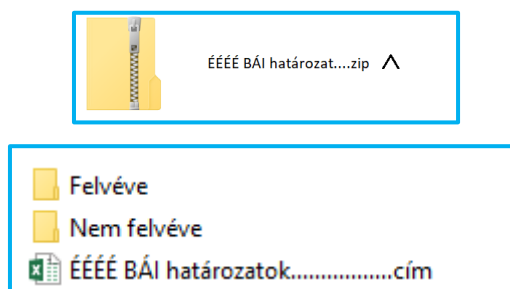 ÉÉÉÉ BÁI határozat....zip
Felvéve
Nem felvéve
ÉÉÉÉ BÁI határozatok.................cím